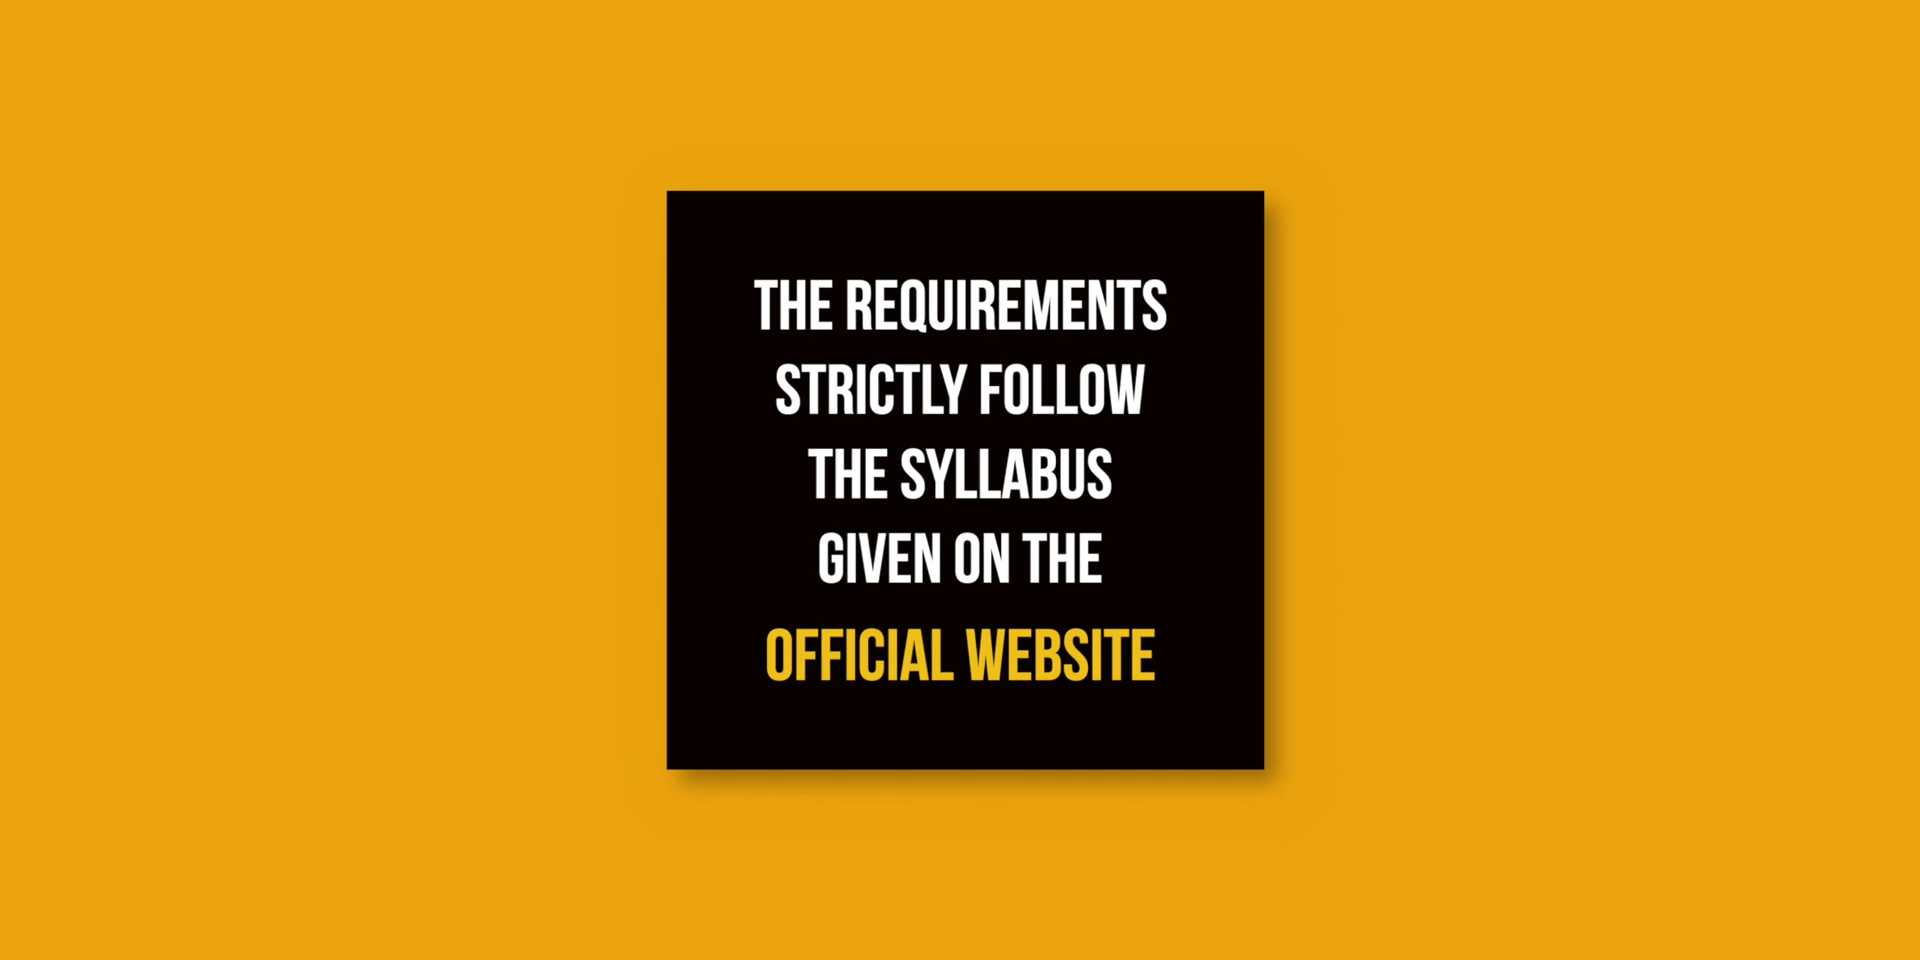 THE REQUIREMENTS
STRICTLY FOLLOW
THE SYLLABUS
GIVEN ON THE
OFFICIAL WEBSITE